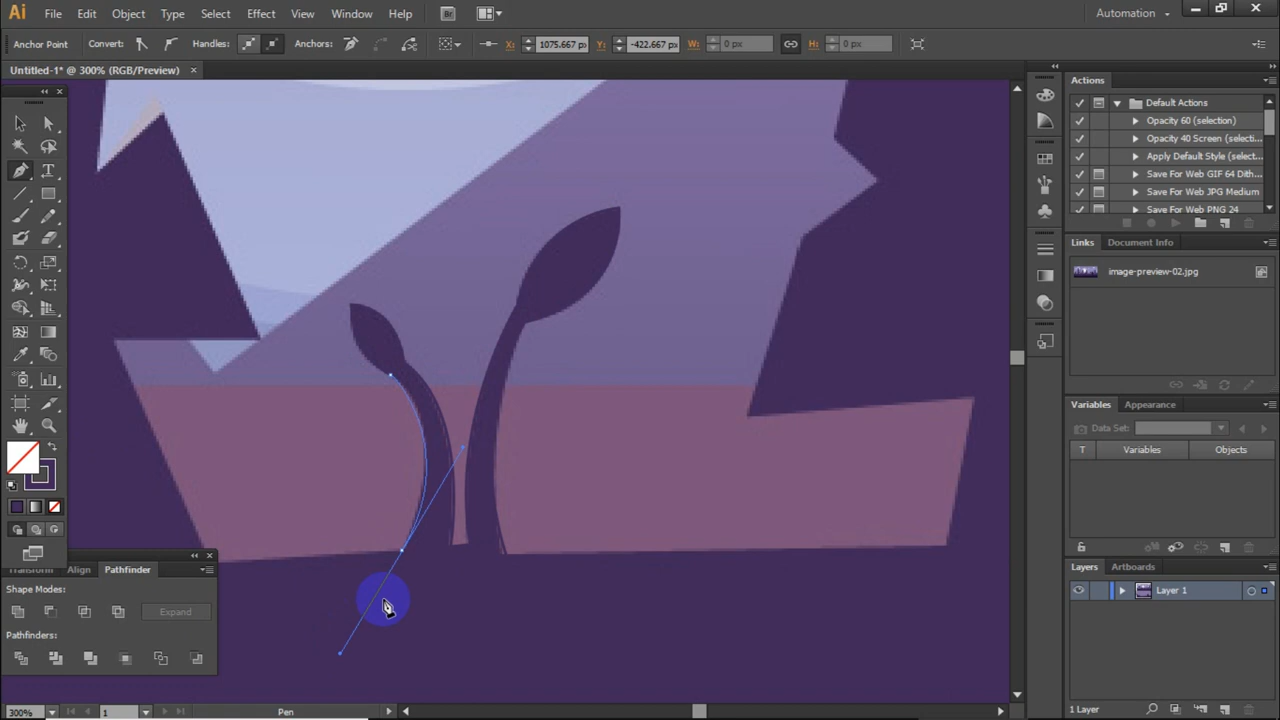 Ai File Edit Object Type Select Effect View Window Help Br Automation
Anchor Point Convert: Handles: Anchors: X: 1075.667 px Y: -422.667 px W: 0 px H: 0 px
Untitled-1* @ 300% (RGB/Preview) ×
Actions
Default Actions
Opacity 60 (selection)
Opacity 40 Screen (selecti...
Apply Default Style (select...
Save For Web GIF 64 Dith...
Save For Web JPG Medium
Save For Web PNG 24
Links Document Info
image-preview-02.jpg
Variables Appearance
Data Set:
T Variables Objects
Layers Artboards
Layer 1
1 Layer
Transform Align Pathfinder
Shape Modes:
Expand
Pathfinders:
300% 1 Pen